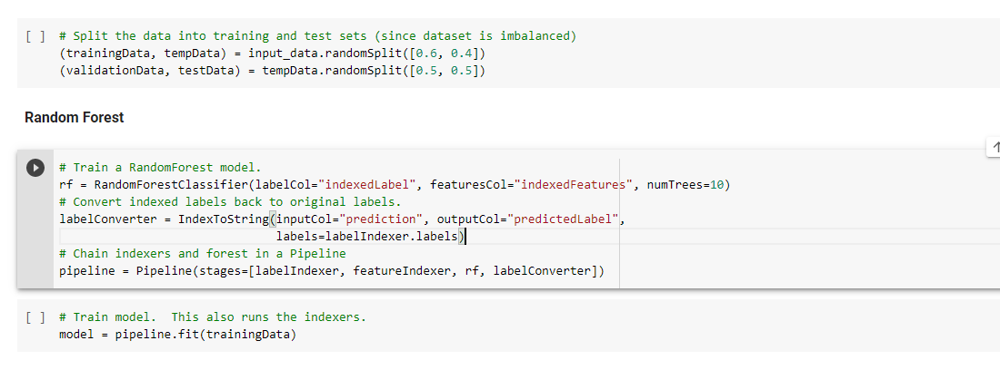 [ ] # Split the data into training and test sets (since dataset is imbalanced)
(trainingData, tempData) = input_data.randomSplit([0.6, 0.4])
(validationData, testData) = tempData.randomSplit([0.5, 0.5])
Random Forest
# Train a RandomForest model.
rf = RandomForestClassifier(labelCol="indexedLabel", featuresCol="indexedFeatures", numTrees=10)
# Convert indexed labels back to original labels.
labelConverter = IndexToString(inputCol="prediction", outputCol="predictedLabel",
labels=labelIndexer.labels)
# Chain indexers and forest in a Pipeline
pipeline = Pipeline(stages=[labelIndexer, featureIndexer, rf, labelConverter])
[ ] # Train model.  This also runs the indexers.
model = pipeline.fit(trainingData)